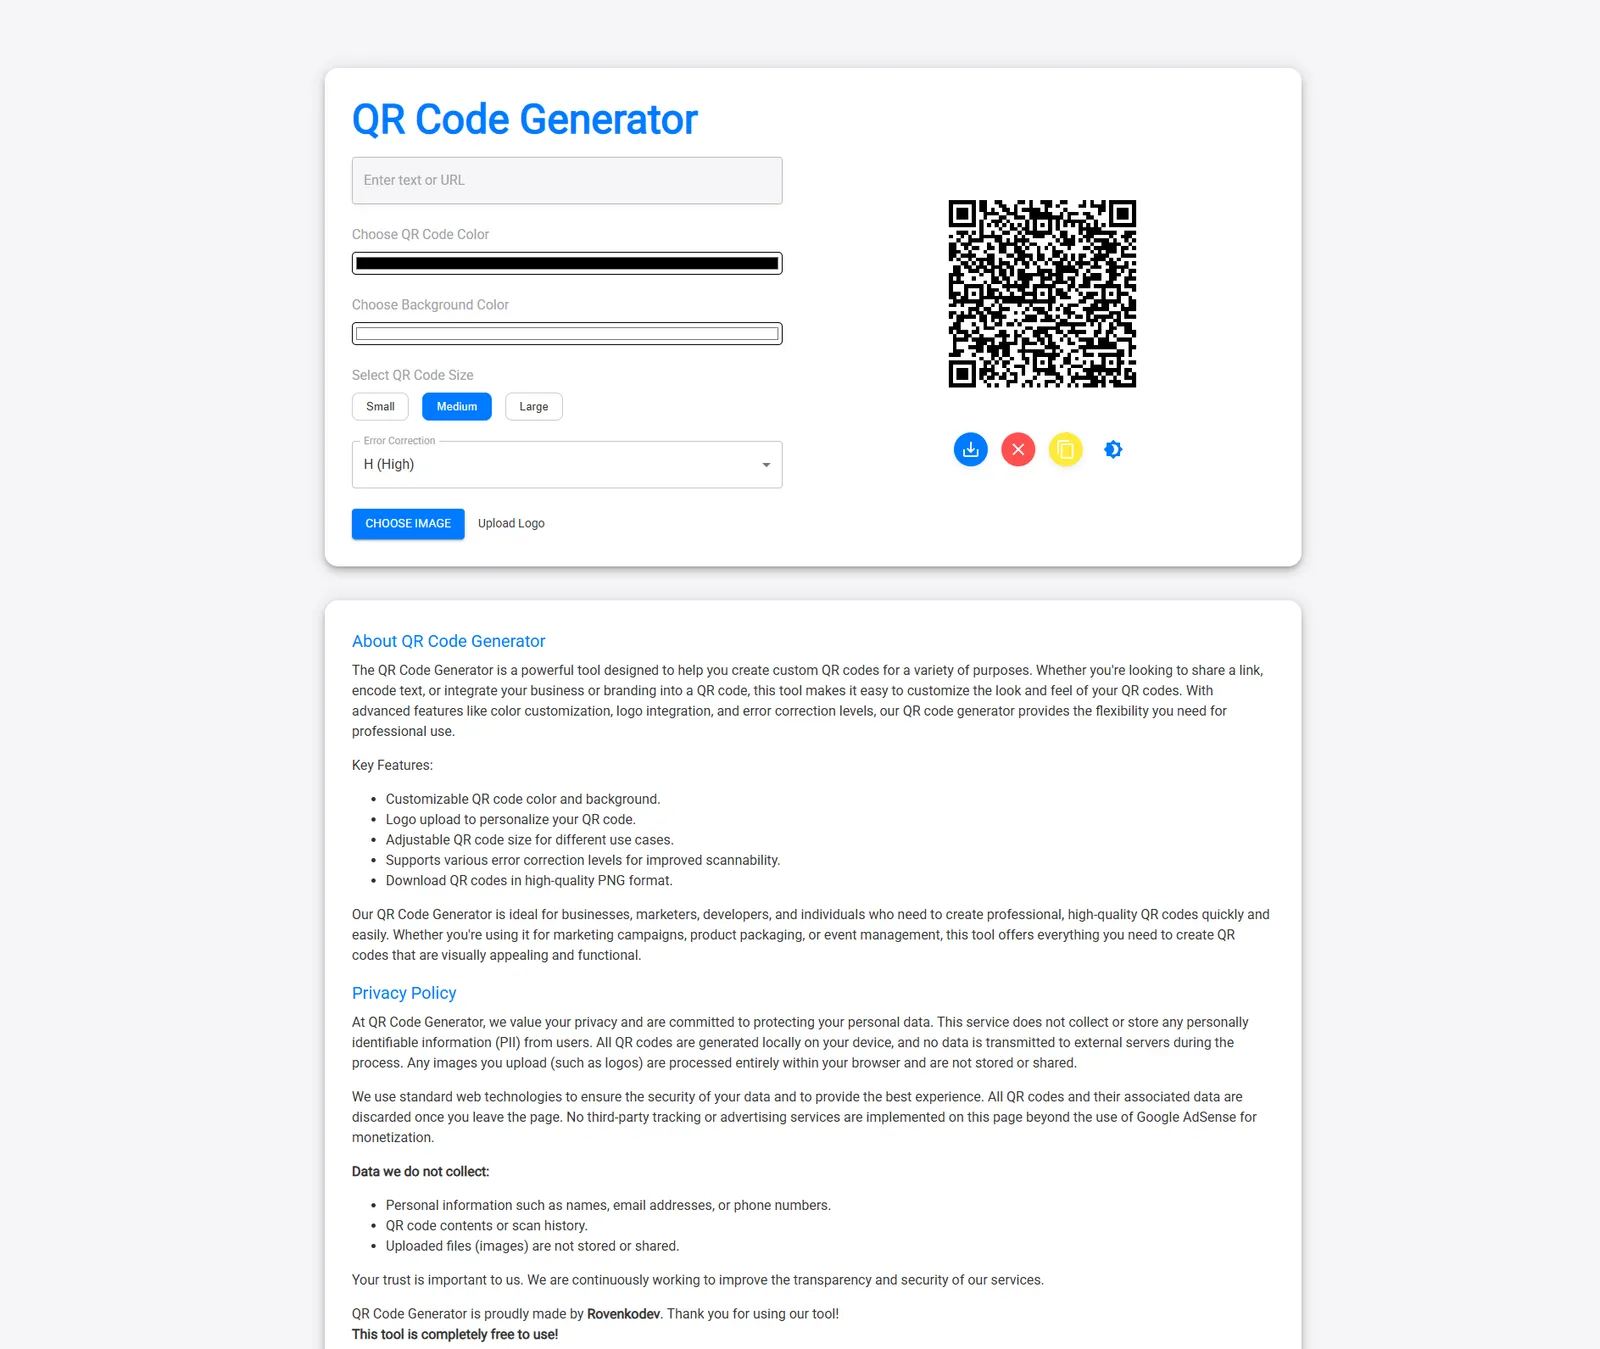 QR Code Generator
Enter text or URL
Choose QR Code Color
Choose Background Color
Select QR Code Size
Small Medium Large
Error Correction
H (High)
CHOOSE IMAGE Upload Logo
About QR Code Generator
The QR Code Generator is a powerful tool designed to help you create custom QR codes for a variety of purposes. Whether you're looking to share a link,
encode text, or integrate your business or branding into a QR code, this tool makes it easy to customize the look and feel of your QR codes. With
advanced features like color customization, logo integration, and error correction levels, our QR code generator provides the flexibility you need for
professional use.
Key Features:
• Customizable QR code color and background.
• Logo upload to personalize your QR code.
• Adjustable QR code size for different use cases.
• Supports various error correction levels for improved scannability.
• Download QR codes in high-quality PNG format.
Our QR Code Generator is ideal for businesses, marketers, developers, and individuals who need to create professional, high-quality QR codes quickly and
easily. Whether you're using it for marketing campaigns, product packaging, or event management, this tool offers everything you need to create QR
codes that are visually appealing and functional.
Privacy Policy
At QR Code Generator, we value your privacy and are committed to protecting your personal data. This service does not collect or store any personally
identifiable information (PII) from users. All QR codes are generated locally on your device, and no data is transmitted to external servers during the
process. Any images you upload (such as logos) are processed entirely within your browser and are not stored or shared.
We use standard web technologies to ensure the security of your data and to provide the best experience. All QR codes and their associated data are
discarded once you leave the page. No third-party tracking or advertising services are implemented on this page beyond the use of Google AdSense for
monetization.
Data we do not collect:
• Personal information such as names, email addresses, or phone numbers.
• QR code contents or scan history.
• Uploaded files (images) are not stored or shared.
Your trust is important to us. We are continuously working to improve the transparency and security of our services.
QR Code Generator is proudly made by Rovenkodev. Thank you for using our tool!
This tool is completely free to use!